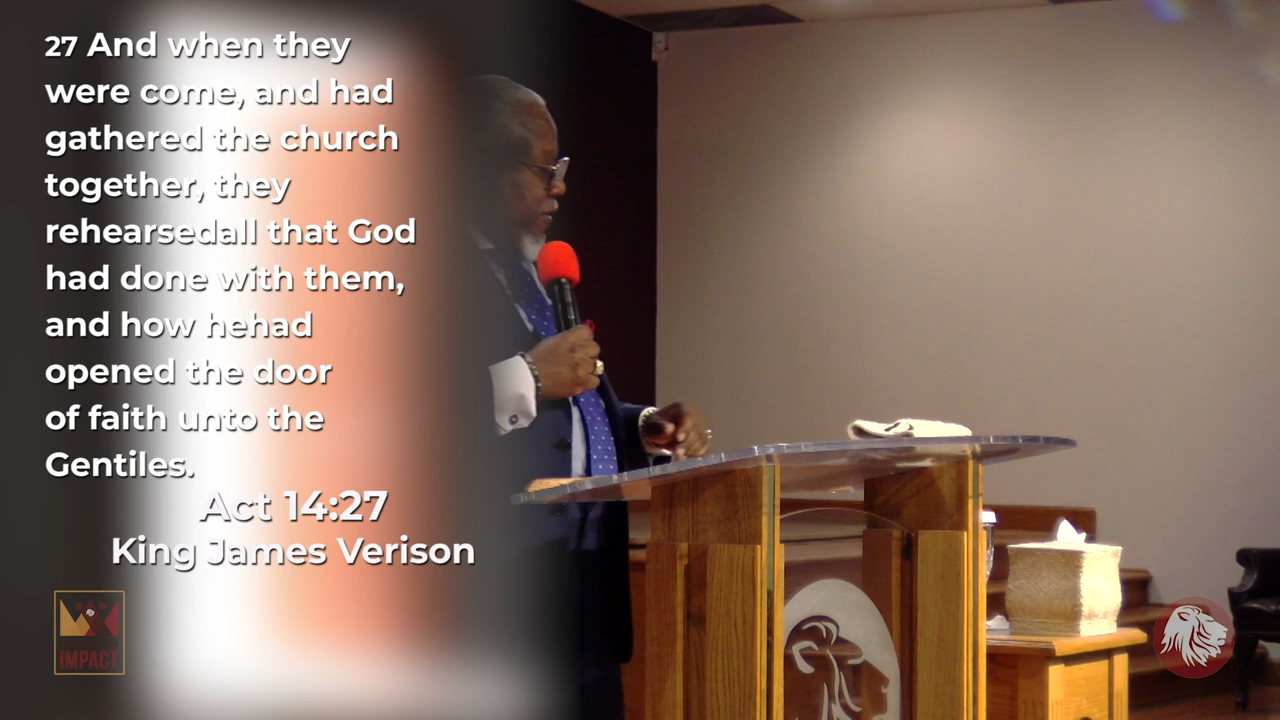 27 And when they
were come, and had
gathered the church
together, they
rehearsedall that God
had done with them,
and how hehad
opened the door
of faith unto the
Gentiles.
Act 14:27
King James Verison
IMPACT